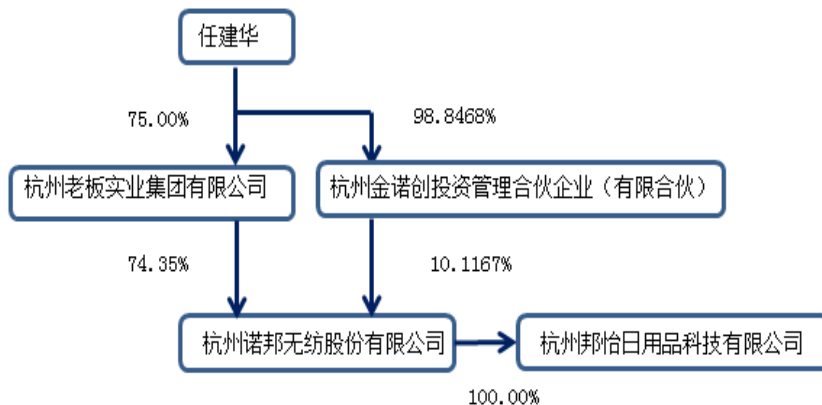 任建华
75.00%
98.8468%
杭州老板实业集团有限公司
杭州金诺创投资管理合伙企业（有限合伙）
74.35%
10.1167%
杭州诺邦无纺股份有限公司
杭州邦怡日用品科技有限公司
100.00%